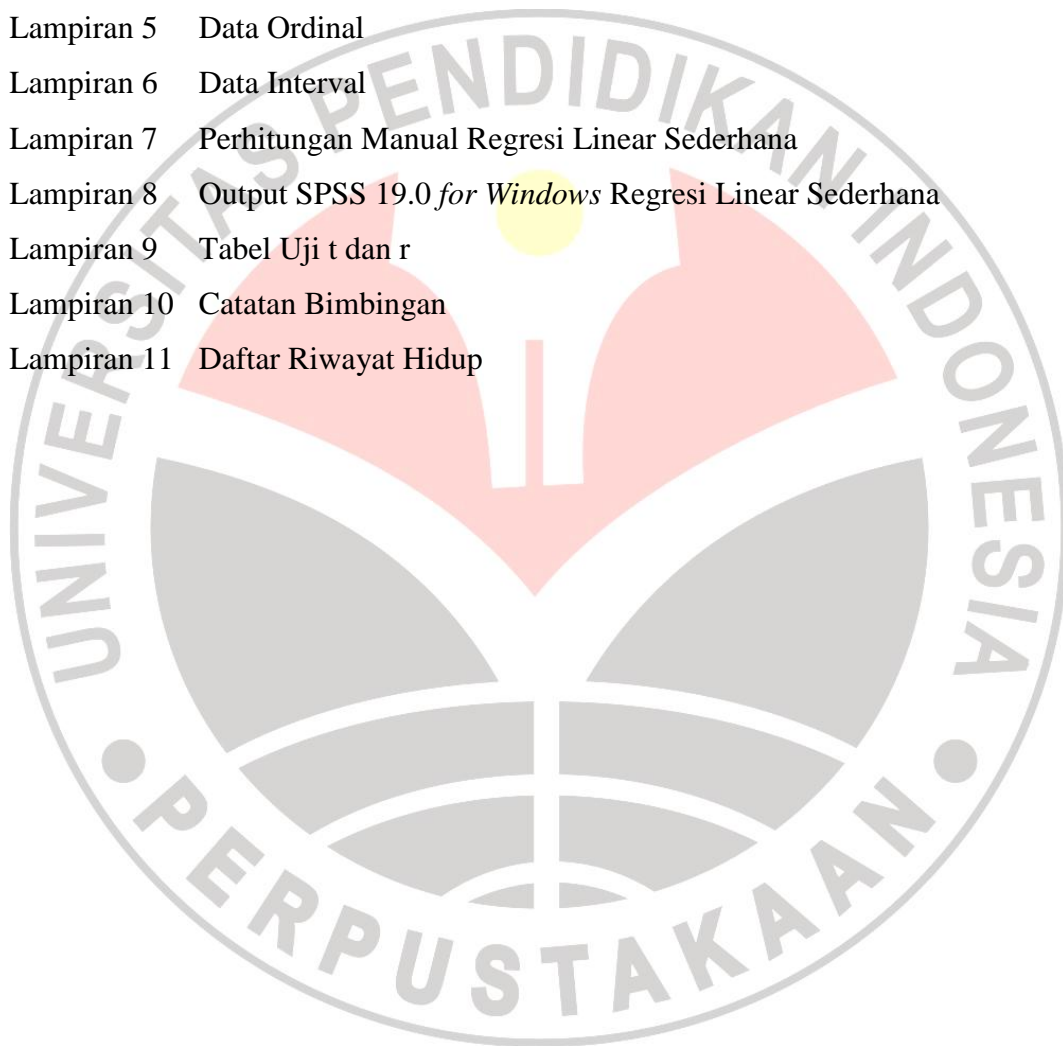 Lampiran 5 Data Ordinal
Lampiran 6 Data Interval
Lampiran 7 Perhitungan Manual Regresi Linear Sederhana
Lampiran 8 Output SPSS 19.0 for Windows Regresi Linear Sederhana
Lampiran 9 Tabel Uji t dan r
Lampiran 10 Catatan Bimbingan
Lampiran 11 Daftar Riwayat Hidup
UNIVERSITAS PENDIDIKAN INDONESIA
PERPUSTAKAAN